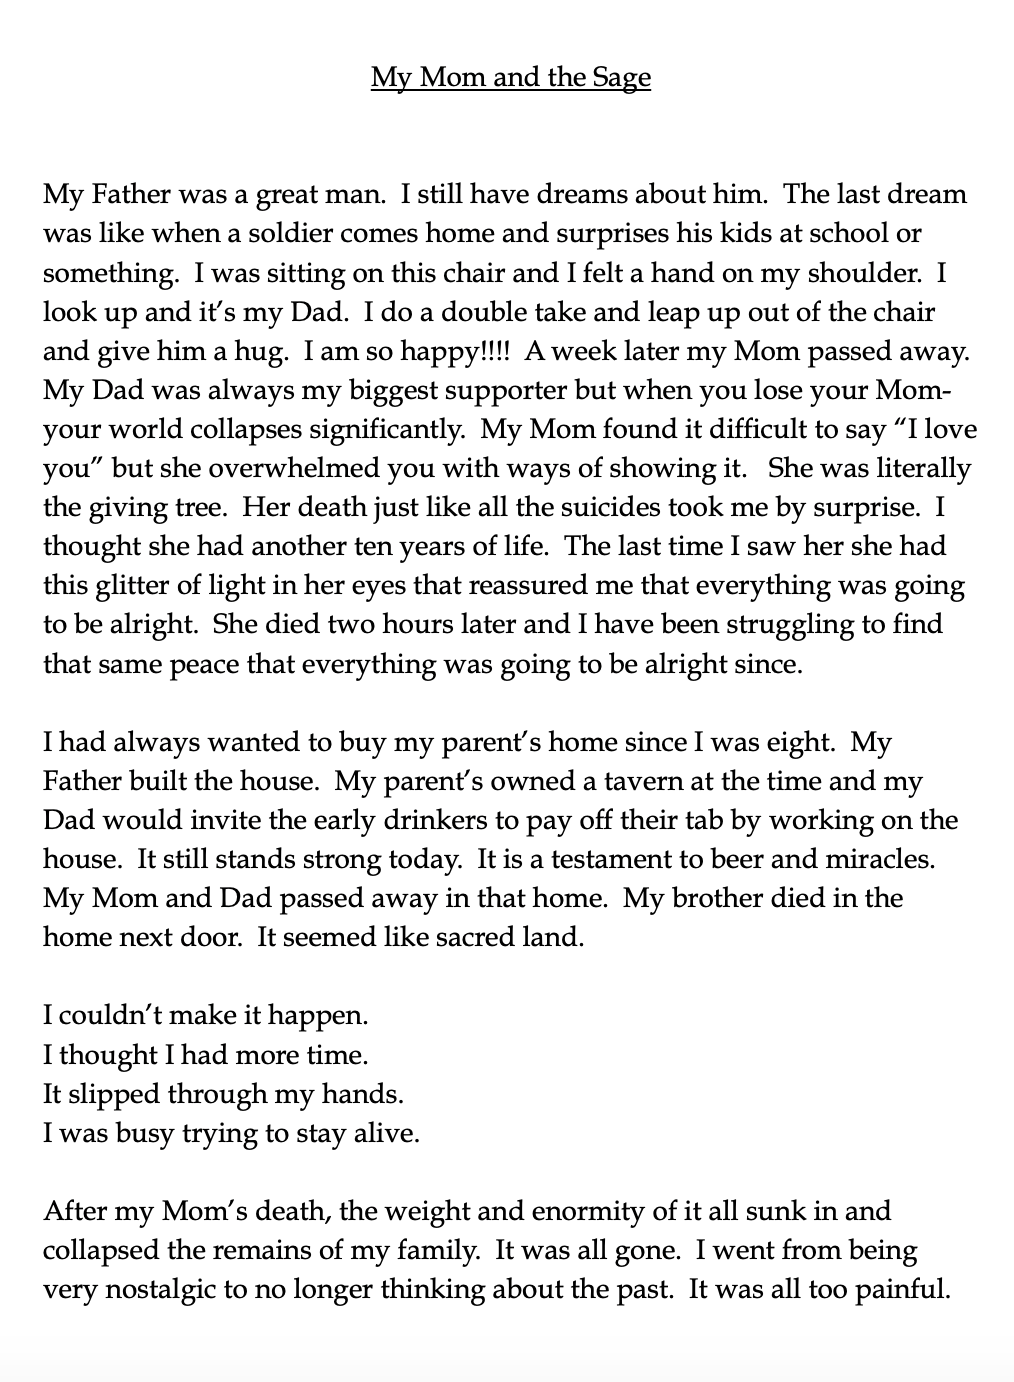 My Mom and the Sage
My Father was a great man.  I still have dreams about him.  The last dream
was like when a soldier comes home and surprises his kids at school or
something.  I was sitting on this chair and I felt a hand on my shoulder.  I
look up and it’s my Dad.  I do a double take and leap up out of the chair
and give him a hug.  I am so happy!!!!  A week later my Mom passed away.
My Dad was always my biggest supporter but when you lose your Mom-
your world collapses significantly.  My Mom found it difficult to say “I love
you” but she overwhelmed you with ways of showing it.   She was literally
the giving tree.  Her death just like all the suicides took me by surprise.  I
thought she had another ten years of life.  The last time I saw her she had
this glitter of light in her eyes that reassured me that everything was going
to be alright.  She died two hours later and I have been struggling to find
that same peace that everything was going to be alright since.
I had always wanted to buy my parent’s home since I was eight.  My
Father built the house.  My parent’s owned a tavern at the time and my
Dad would invite the early drinkers to pay off their tab by working on the
house.  It still stands strong today.  It is a testament to beer and miracles.
My Mom and Dad passed away in that home.  My brother died in the
home next door.  It seemed like sacred land.
I couldn’t make it happen.
I thought I had more time.
It slipped through my hands.
I was busy trying to stay alive.
After my Mom’s death, the weight and enormity of it all sunk in and
collapsed the remains of my family.  It was all gone.  I went from being
very nostalgic to no longer thinking about the past.  It was all too painful.